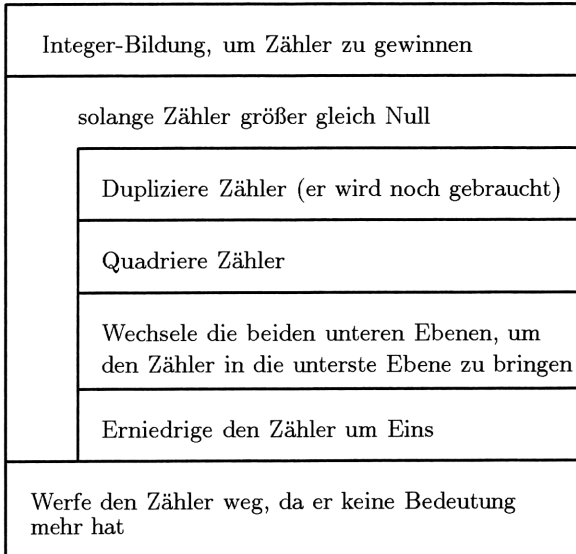 Integer-Bildung, um Zähler zu gewinnen
solange Zähler größer gleich Null
Dupliziere Zähler (er wird noch gebraucht)
Quadriere Zähler
Wechsele die beiden unteren Ebenen, um
den Zähler in die unterste Ebene zu bringen
Erniedrige den Zähler um Eins
Werfe den Zähler weg, da er keine Bedeutung
mehr hat